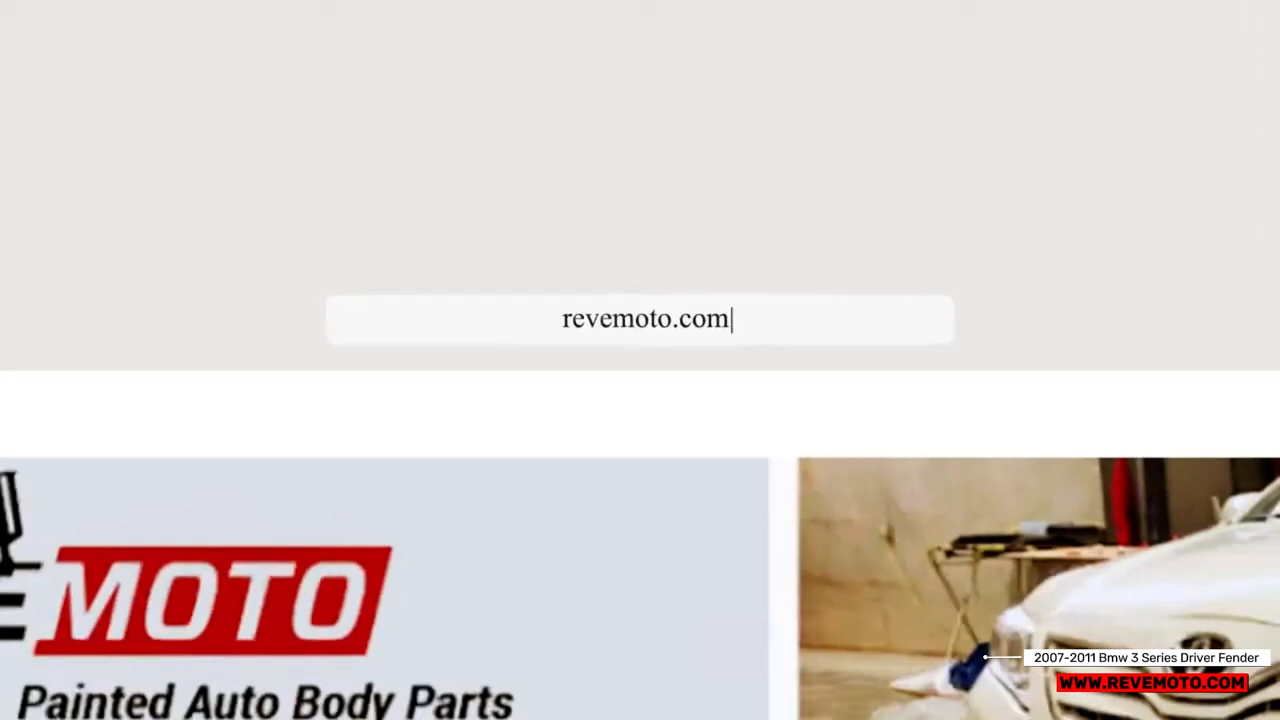 revemoto.com
MOTO
Painted Auto Body Parts
2007-2011 Bmw 3 Series Driver Fender
WWW.REVEMOTO.COM